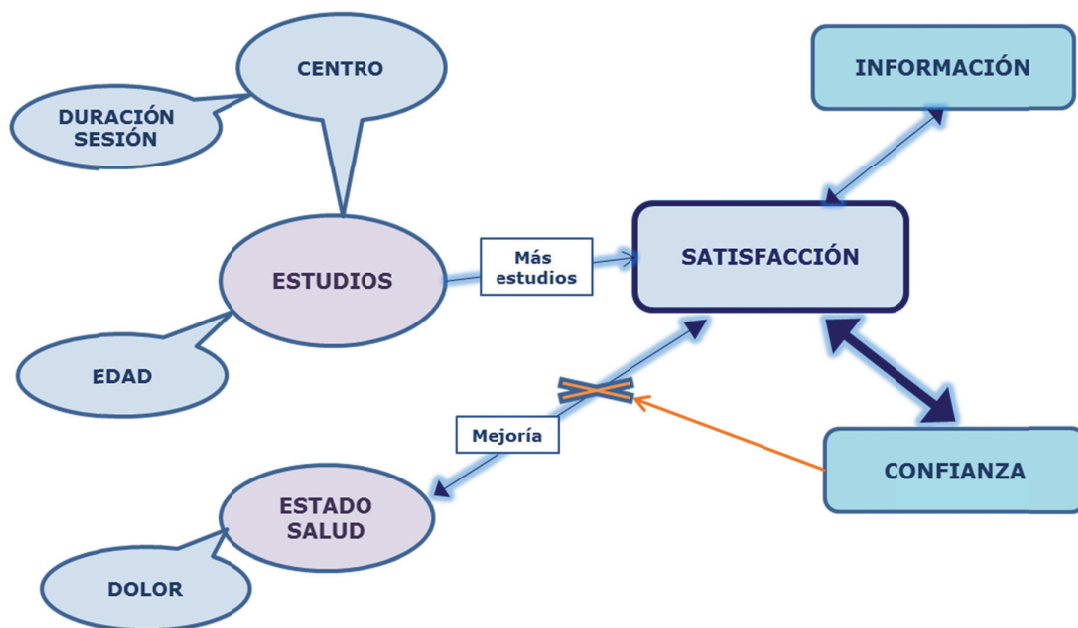 CENTRO
INFORMACIÓN
DURACIÓN
SESIÓN
Más
estudios
SATISFACCIÓN
ESTUDIOS
EDAD
Mejoría
CONFIANZA
ESTADO
SALUD
DOLOR